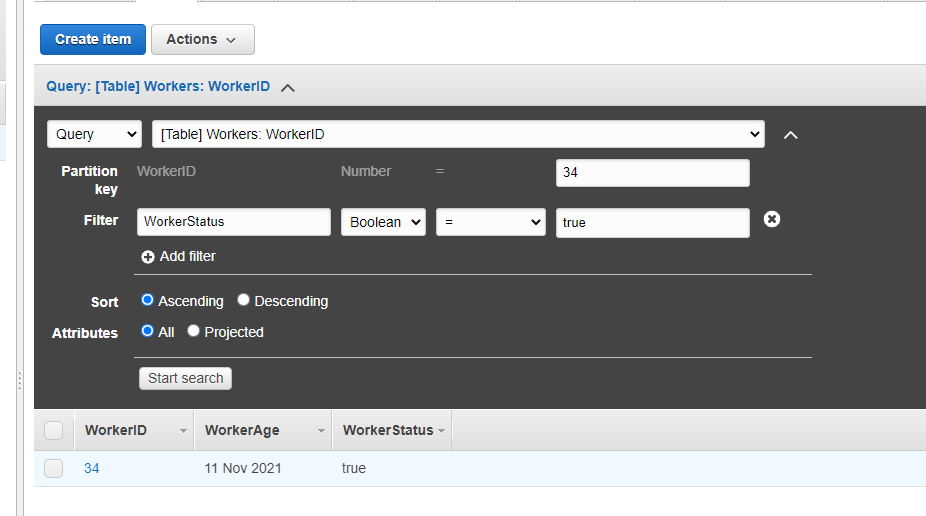 Create item Actions
Query: [Table] Workers: WorkerID
Query [Table] Workers: WorkerID
Partition key WorkerID Number = 34
Filter WorkerStatus Boolean = true
Add filter
Sort Ascending Descending
Attributes All Projected
Start search
WorkerID WorkerAge WorkerStatus
34 11 Nov 2021 true